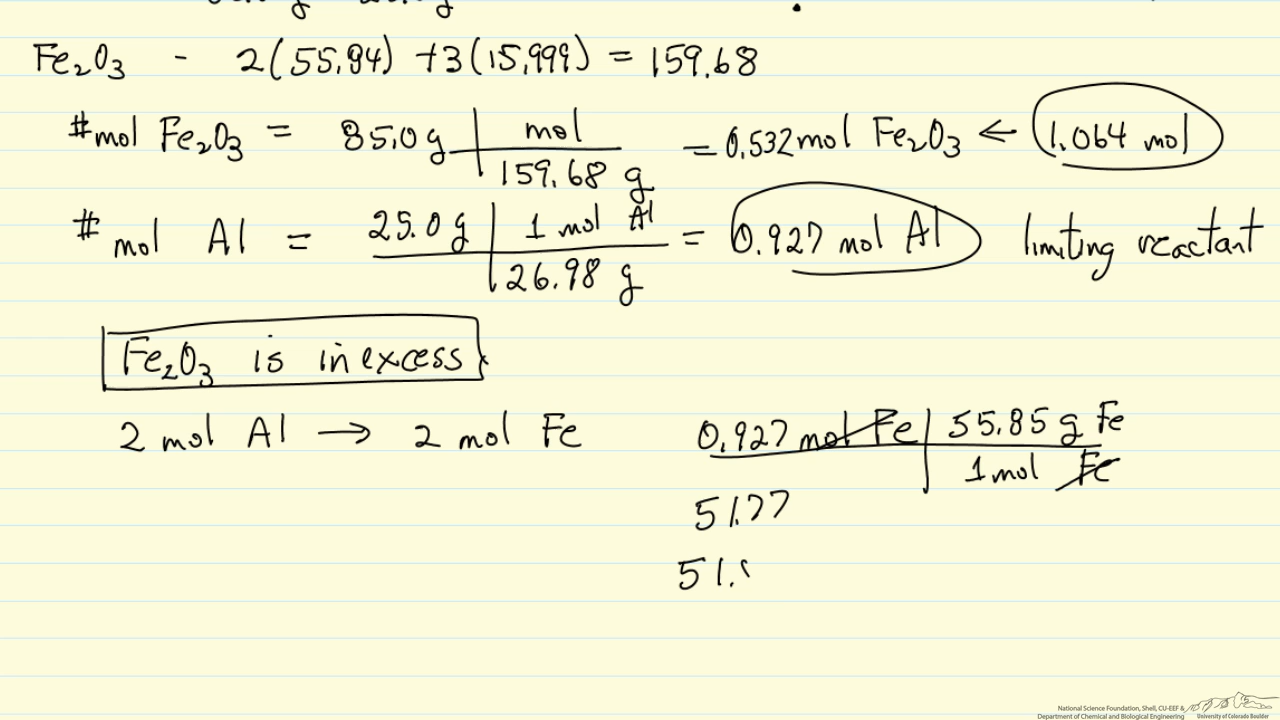 Fe₂O₃ - 2(55.84) +3(15.999) = 159.68
#mol Fe₂O₃ = 85.0 g | mol / 159.68 g = 0.532 mol Fe₂O₃ ← 1.064 mol
# mol Al = 25.0 g | 1 mol Al / 26.98 g = 0.927 mol Al limiting reactant
Fe₂O₃ is in excess
2 mol Al → 2 mol Fe 0.927 mol Fe | 55.85 g Fe / 1 mol Fe
51.77
51.
National Science Foundation, Shell, CU-EEF &
Department of Chemical and Biological Engineering University of Colorado Boulder